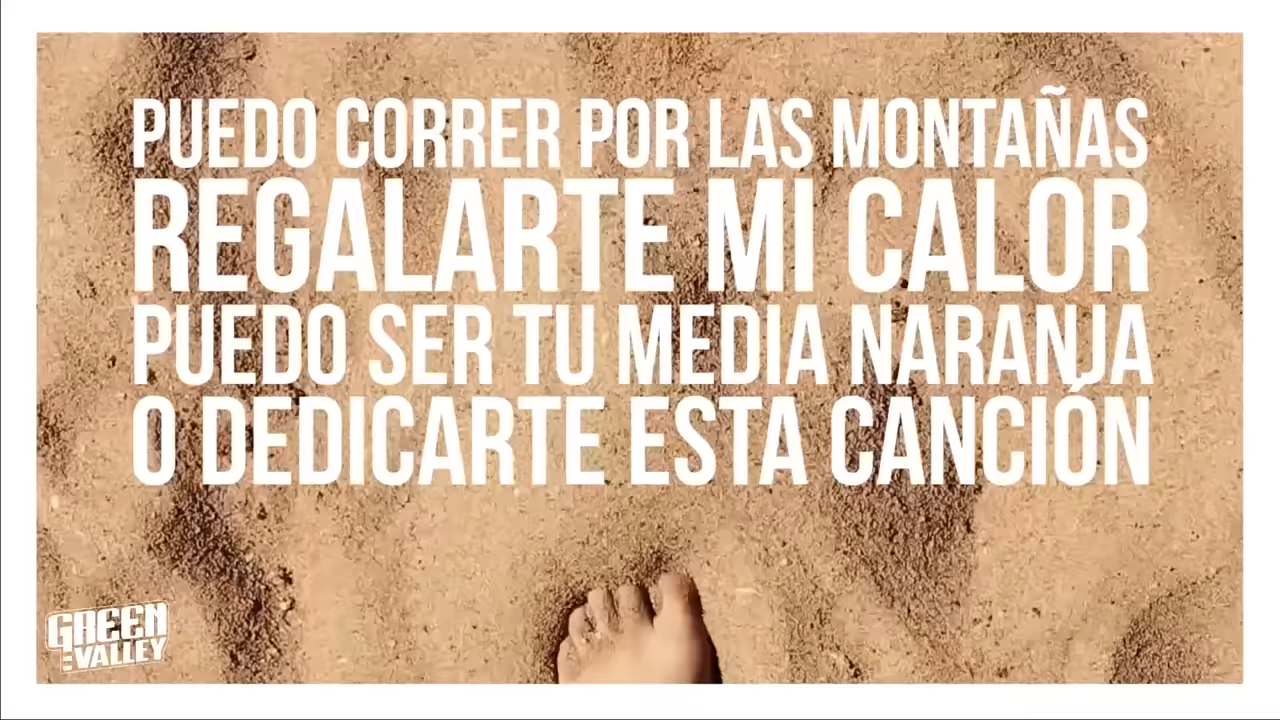 PUEDO CORRER POR LAS MONTAÑAS
REGALARTE MI CALOR
PUEDO SER TU MEDIA NARANJA
O DEDICARTE ESTA CANCIÓN
GREEN
VALLEY